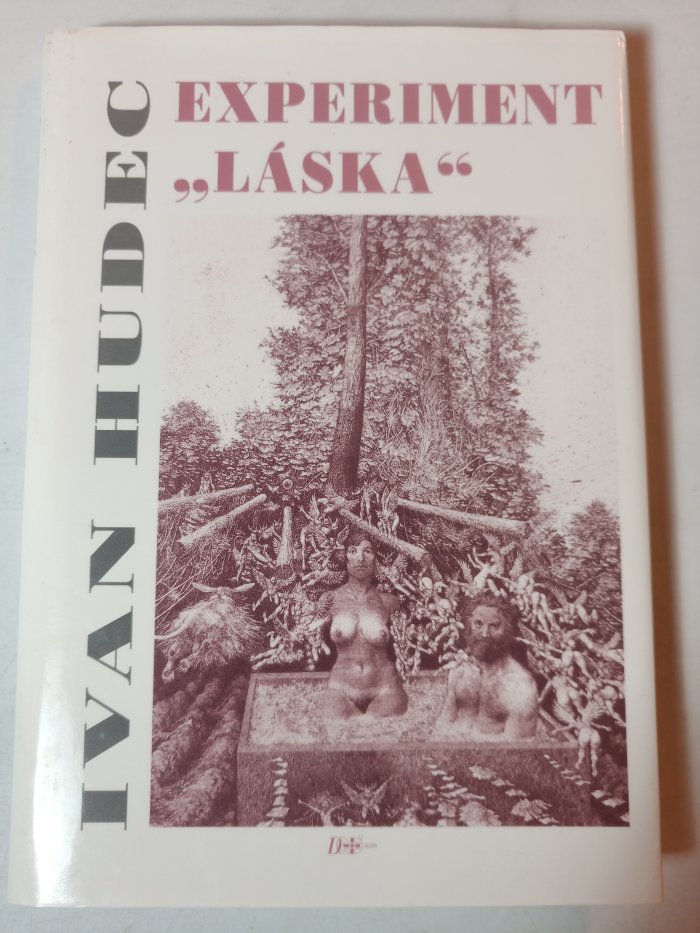 EXPERIMENT
„LÁSKA“
IVAN HUDEC